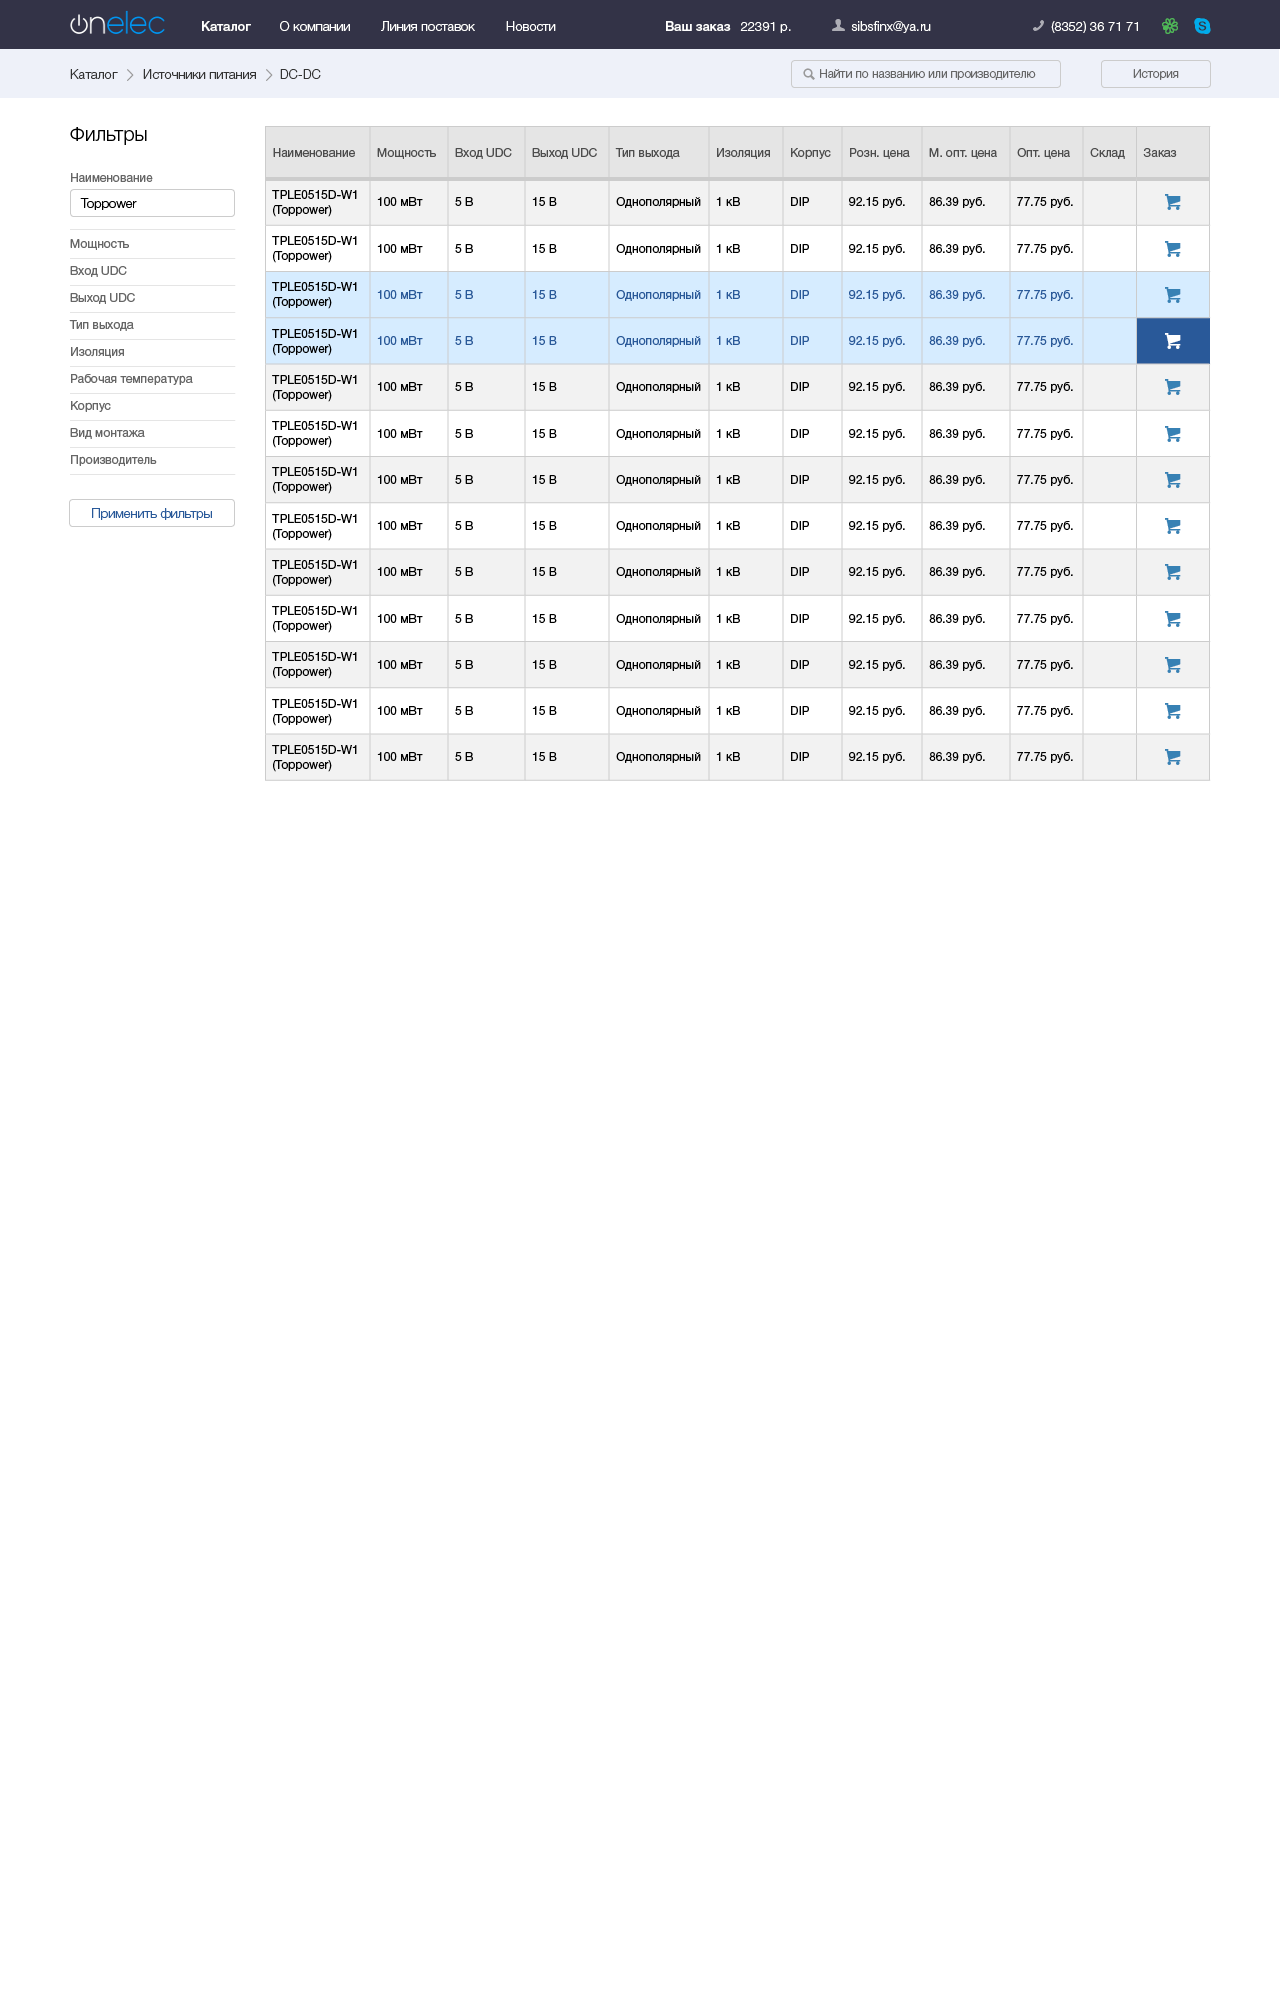 onelec Каталог О компании Линия поставок Новости Ваш заказ 22391 р. sibsfinx@ya.ru (8352) 36 71 71
Каталог Источники питания DC-DC Найти по названию или производителю История
Фильтры
Наименование
Toppower
Мощность
Вход UDC
Выход UDC
Тип выхода
Изоляция
Рабочая температура
Корпус
Вид монтажа
Производитель
Применить фильтры
Наименование Мощность Вход UDC Выход UDC Тип выхода Изоляция Корпус Розн. цена М. опт. цена Опт. цена Склад Заказ
TPLE0515D-W1
(Toppower) 100 мВт 5 В 15 В Однополярный 1 кВ DIP 92.15 руб. 86.39 руб. 77.75 руб.
TPLE0515D-W1
(Toppower) 100 мВт 5 В 15 В Однополярный 1 кВ DIP 92.15 руб. 86.39 руб. 77.75 руб.
TPLE0515D-W1
(Toppower) 100 мВт 5 В 15 В Однополярный 1 кВ DIP 92.15 руб. 86.39 руб. 77.75 руб.
TPLE0515D-W1
(Toppower) 100 мВт 5 В 15 В Однополярный 1 кВ DIP 92.15 руб. 86.39 руб. 77.75 руб.
TPLE0515D-W1
(Toppower) 100 мВт 5 В 15 В Однополярный 1 кВ DIP 92.15 руб. 86.39 руб. 77.75 руб.
TPLE0515D-W1
(Toppower) 100 мВт 5 В 15 В Однополярный 1 кВ DIP 92.15 руб. 86.39 руб. 77.75 руб.
TPLE0515D-W1
(Toppower) 100 мВт 5 В 15 В Однополярный 1 кВ DIP 92.15 руб. 86.39 руб. 77.75 руб.
TPLE0515D-W1
(Toppower) 100 мВт 5 В 15 В Однополярный 1 кВ DIP 92.15 руб. 86.39 руб. 77.75 руб.
TPLE0515D-W1
(Toppower) 100 мВт 5 В 15 В Однополярный 1 кВ DIP 92.15 руб. 86.39 руб. 77.75 руб.
TPLE0515D-W1
(Toppower) 100 мВт 5 В 15 В Однополярный 1 кВ DIP 92.15 руб. 86.39 руб. 77.75 руб.
TPLE0515D-W1
(Toppower) 100 мВт 5 В 15 В Однополярный 1 кВ DIP 92.15 руб. 86.39 руб. 77.75 руб.
TPLE0515D-W1
(Toppower) 100 мВт 5 В 15 В Однополярный 1 кВ DIP 92.15 руб. 86.39 руб. 77.75 руб.
TPLE0515D-W1
(Toppower) 100 мВт 5 В 15 В Однополярный 1 кВ DIP 92.15 руб. 86.39 руб. 77.75 руб.